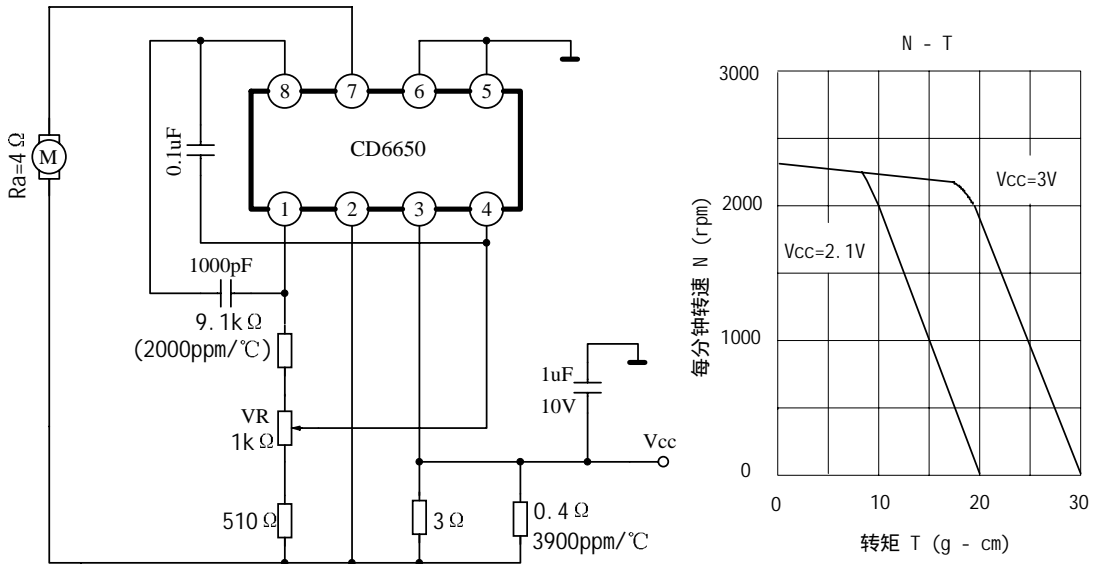 8
7
6
5
CD6650
1
2
3
4
M
Ra=4Ω
0.1uF
1000pF
9.1kΩ
(2000ppm/℃)
VR
1kΩ
510Ω
3Ω
0.4Ω
3900ppm/℃
1uF
10V
Vcc
N - T
3000
2000
1000
0
每分钟转速 N (rpm)
Vcc=3V
Vcc=2.1V
0
10
20
30
转矩 T (g - cm)